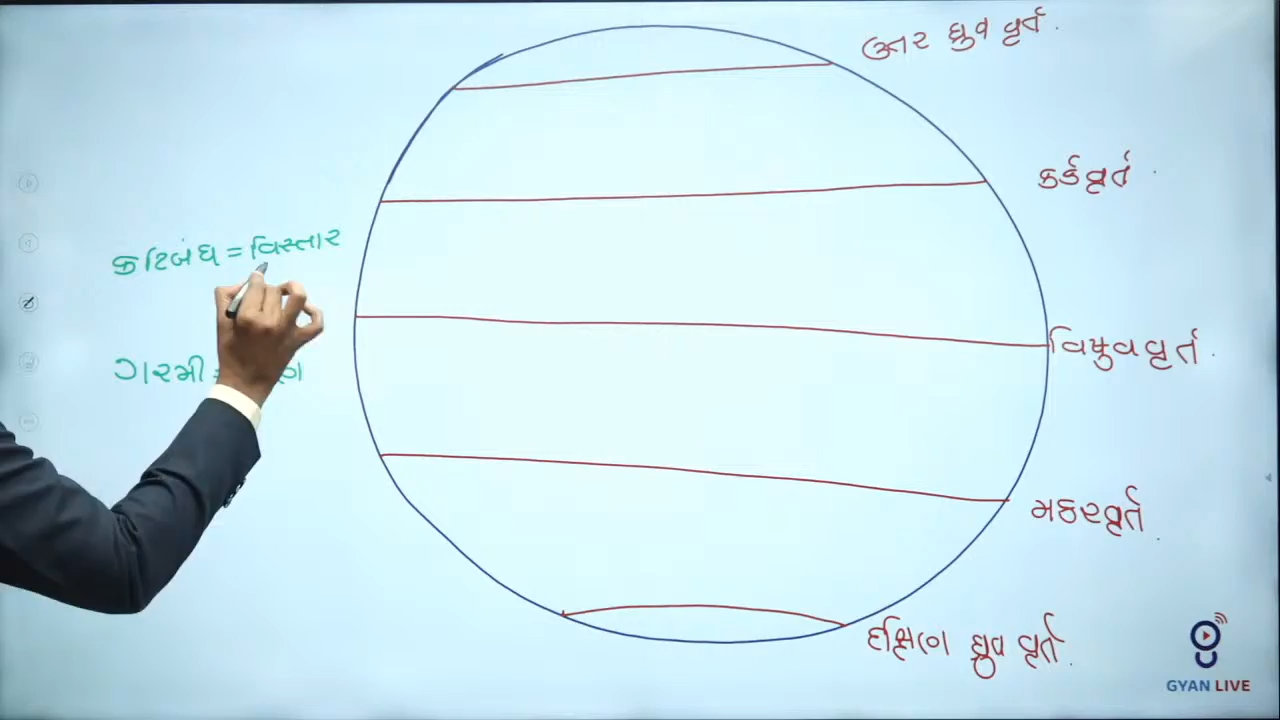 ઉત્તર ધ્રુવ વૃર્ત .
કર્કવૃર્ત .
કટિબંધ = વિસ્તાર
વિષુવવૃર્ત .
ગરમી =
મકરવૃર્ત .
દક્ષિણ ધ્રુવ વૃર્ત .
GYAN LIVE